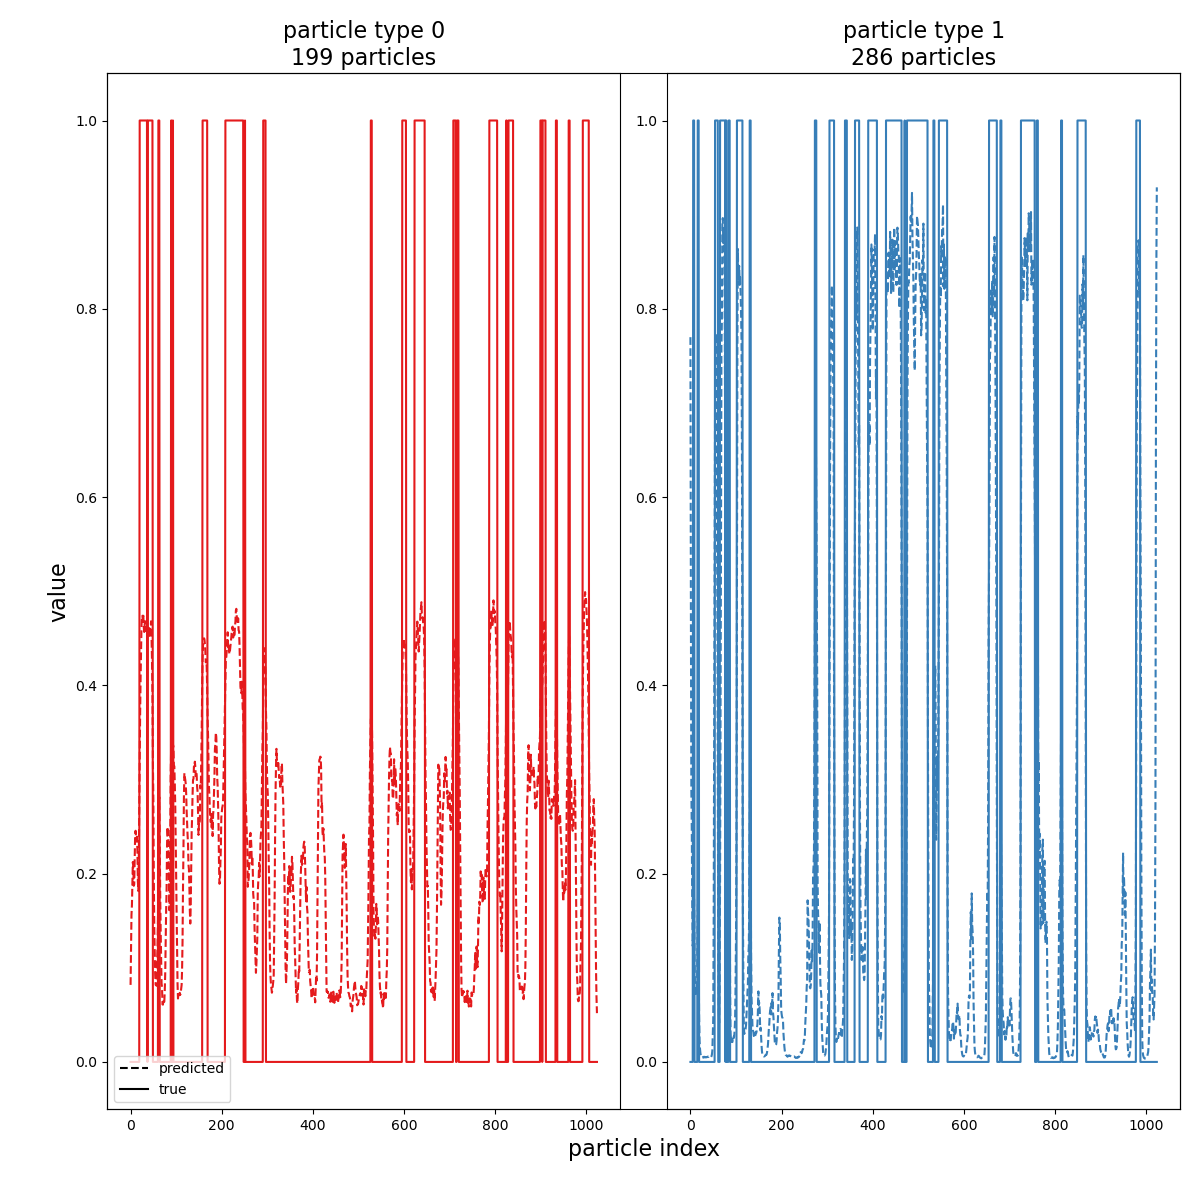 particle type 0
199 particles
particle type 1
286 particles
1.0
0.8
0.6
0.4
0.2
0.0
1.0
0.8
0.6
0.4
0.2
0.0
value
predicted
true
0 200 400 600 800 1000
0 200 400 600 800 1000
particle index